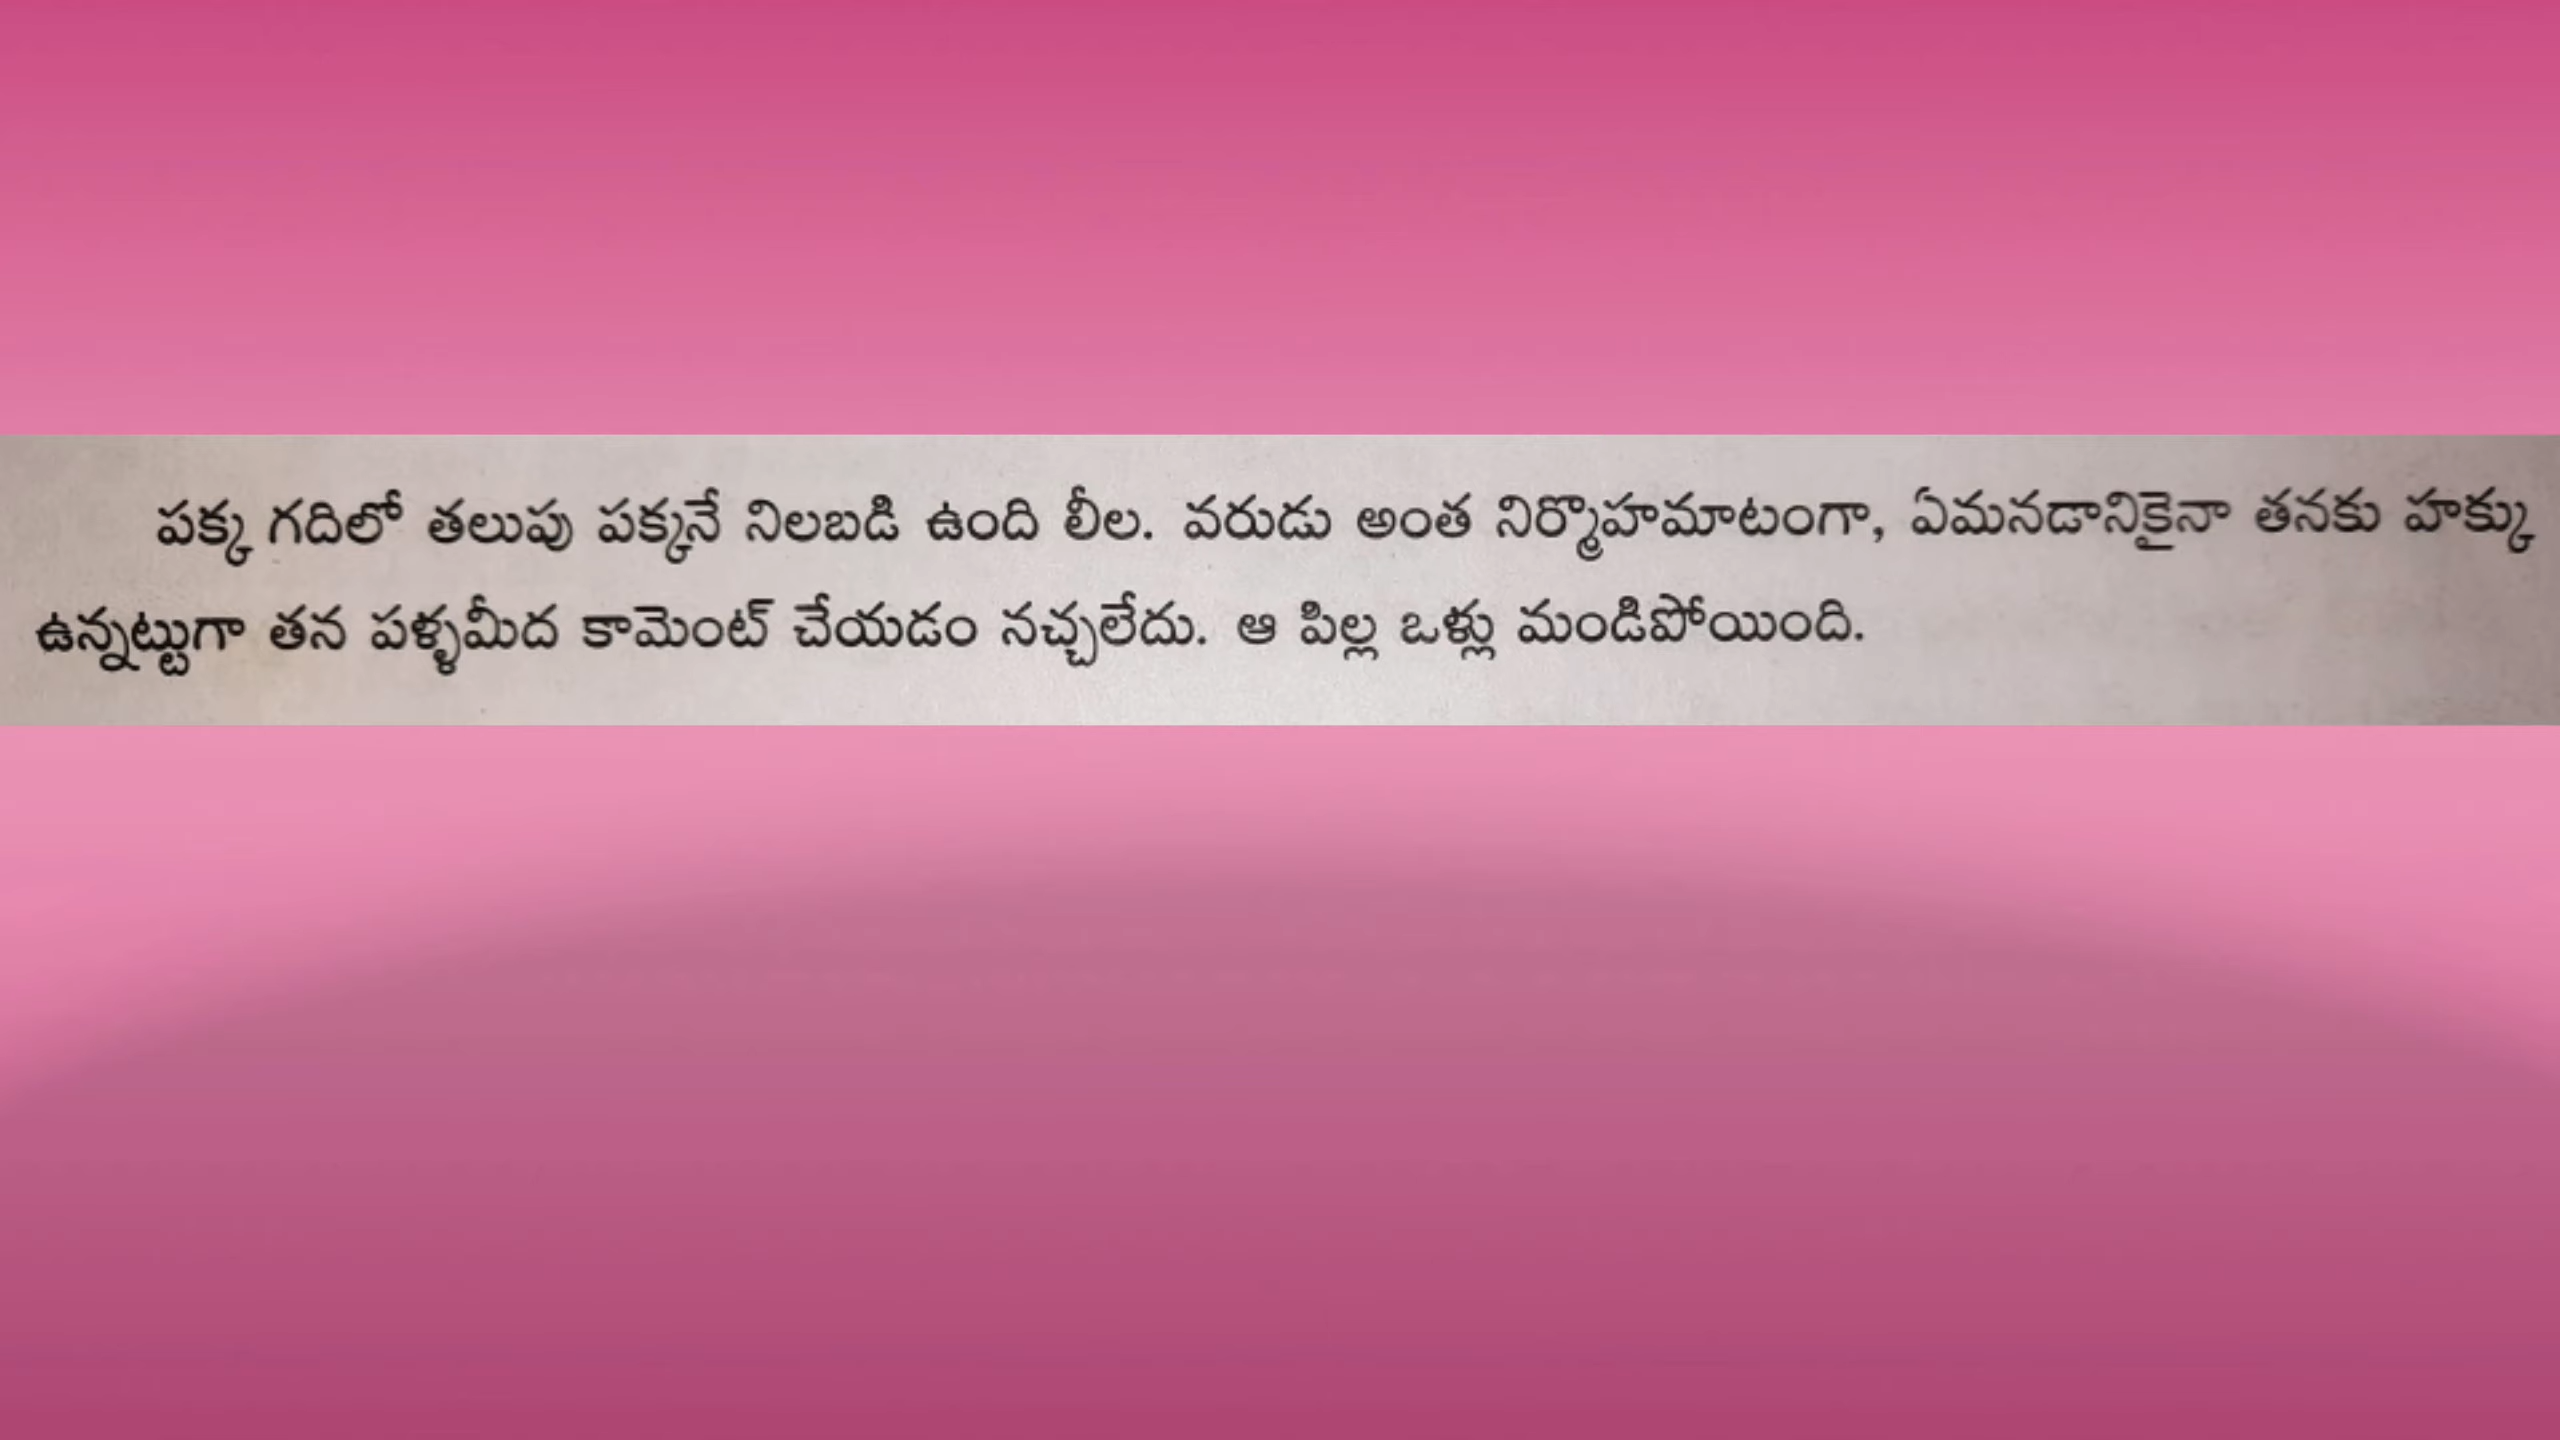 పక్క గదిలో తలుపు పక్కనే నిలబడి ఉంది లీల. వరుడు అంత నిర్మొహమాటంగా, ఏమనడానికైనా తనకు హక్కు
ఉన్నట్టుగా తన పళ్ళమీద కామెంట్ చేయడం నచ్చలేదు. ఆ పిల్ల ఒళ్లు మండిపోయింది.